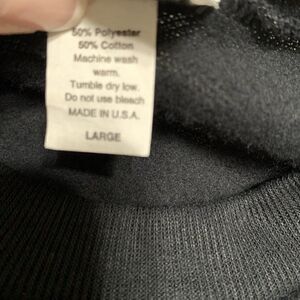 50% Polyester
50% Cotton
Machine wash
warm.
Tumble dry low.
Do not use bleach
MADE IN U.S.A.
LARGE